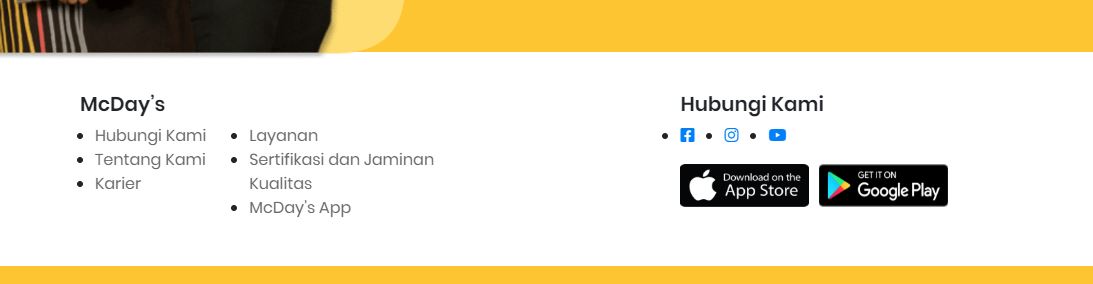 McDay's
Hubungi Kami
Tentang Kami
Karier
Layanan
Sertifikasi dan Jaminan
Kualitas
McDay's App
Hubungi Kami
Download on the
App Store
GET IT ON
Google Play